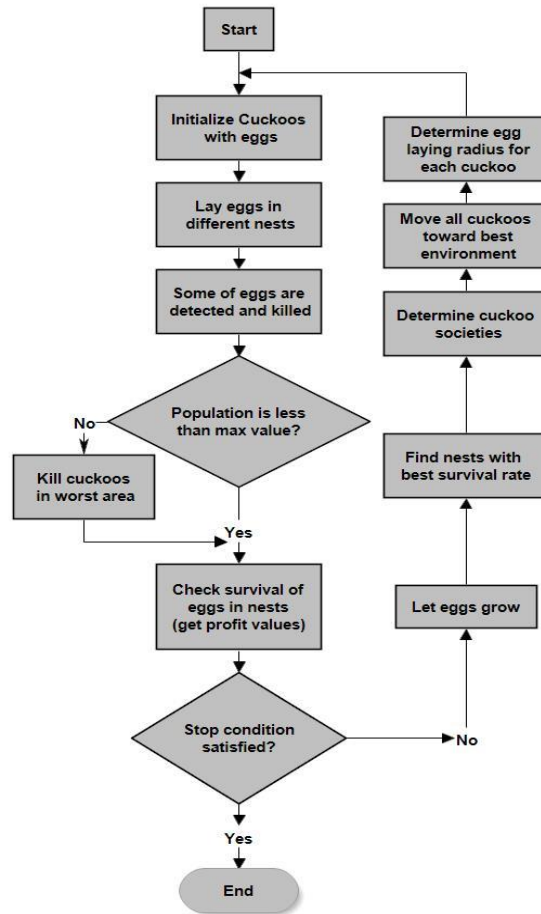 Start
Initialize Cuckoos
with eggs
Lay eggs in
different nests
Some of eggs are
detected and killed
Population is less
than max value?
No
Kill cuckoos
in worst area
Yes
Check survival of
eggs in nests
(get profit values)
Stop condition
satisfied?
No
Yes
End
Let eggs grow
Find nests with
best survival rate
Determine cuckoo
societies
Move all cuckoos
toward best
environment
Determine egg
laying radius for
each cuckoo